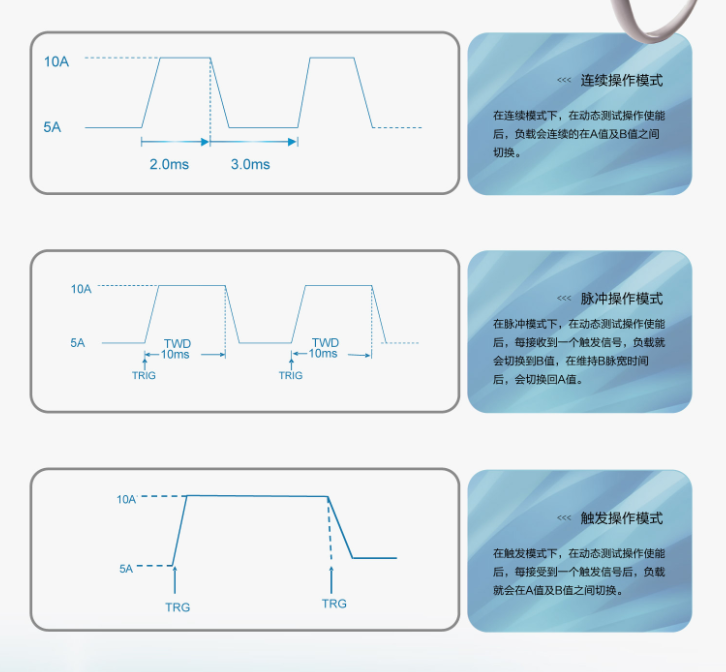 10A
5A
2.0ms
3.0ms
<<< 连续操作模式
在连续模式下，在动态测试操作使能
后，负载会连续的在A值及B值之间
切换。
10A
5A
TWD
10ms
TRIG
TWD
10ms
TRIG
<<< 脉冲操作模式
在脉冲模式下，在动态测试操作使能
后，每接收到一个触发信号，负载就
会切换到B值，在维持B脉宽时间
后，会切换回A值。
10A
5A
TRG
TRG
<<< 触发操作模式
在触发模式下，在动态测试操作使能
后，每接受到一个触发信号后，负载
就会在A值及B值之间切换。